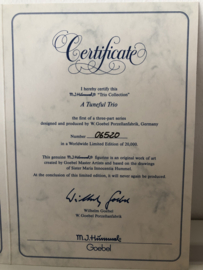 Certificate
I hereby certify this
M.J. Hummel® "Trio Collection"
A Tuneful Trio
the first of a three-part series
designed and produced by W. Goebel Porzellanfabrik, Germany
Number 06520
in a Worldwide Limited Edition of 20,000
This genuine M.J. Hummel® figurine is an original work of art
created by Goebel Master Artists and based on the drawings
of Sister Maria Innocentia Hummel.
At the conclusion of this limited edition, it will never again be produced.
Wilhelm Goebel
Wilhelm Goebel
W. Goebel Porzellanfabrik
M.J. Hummel
Goebel